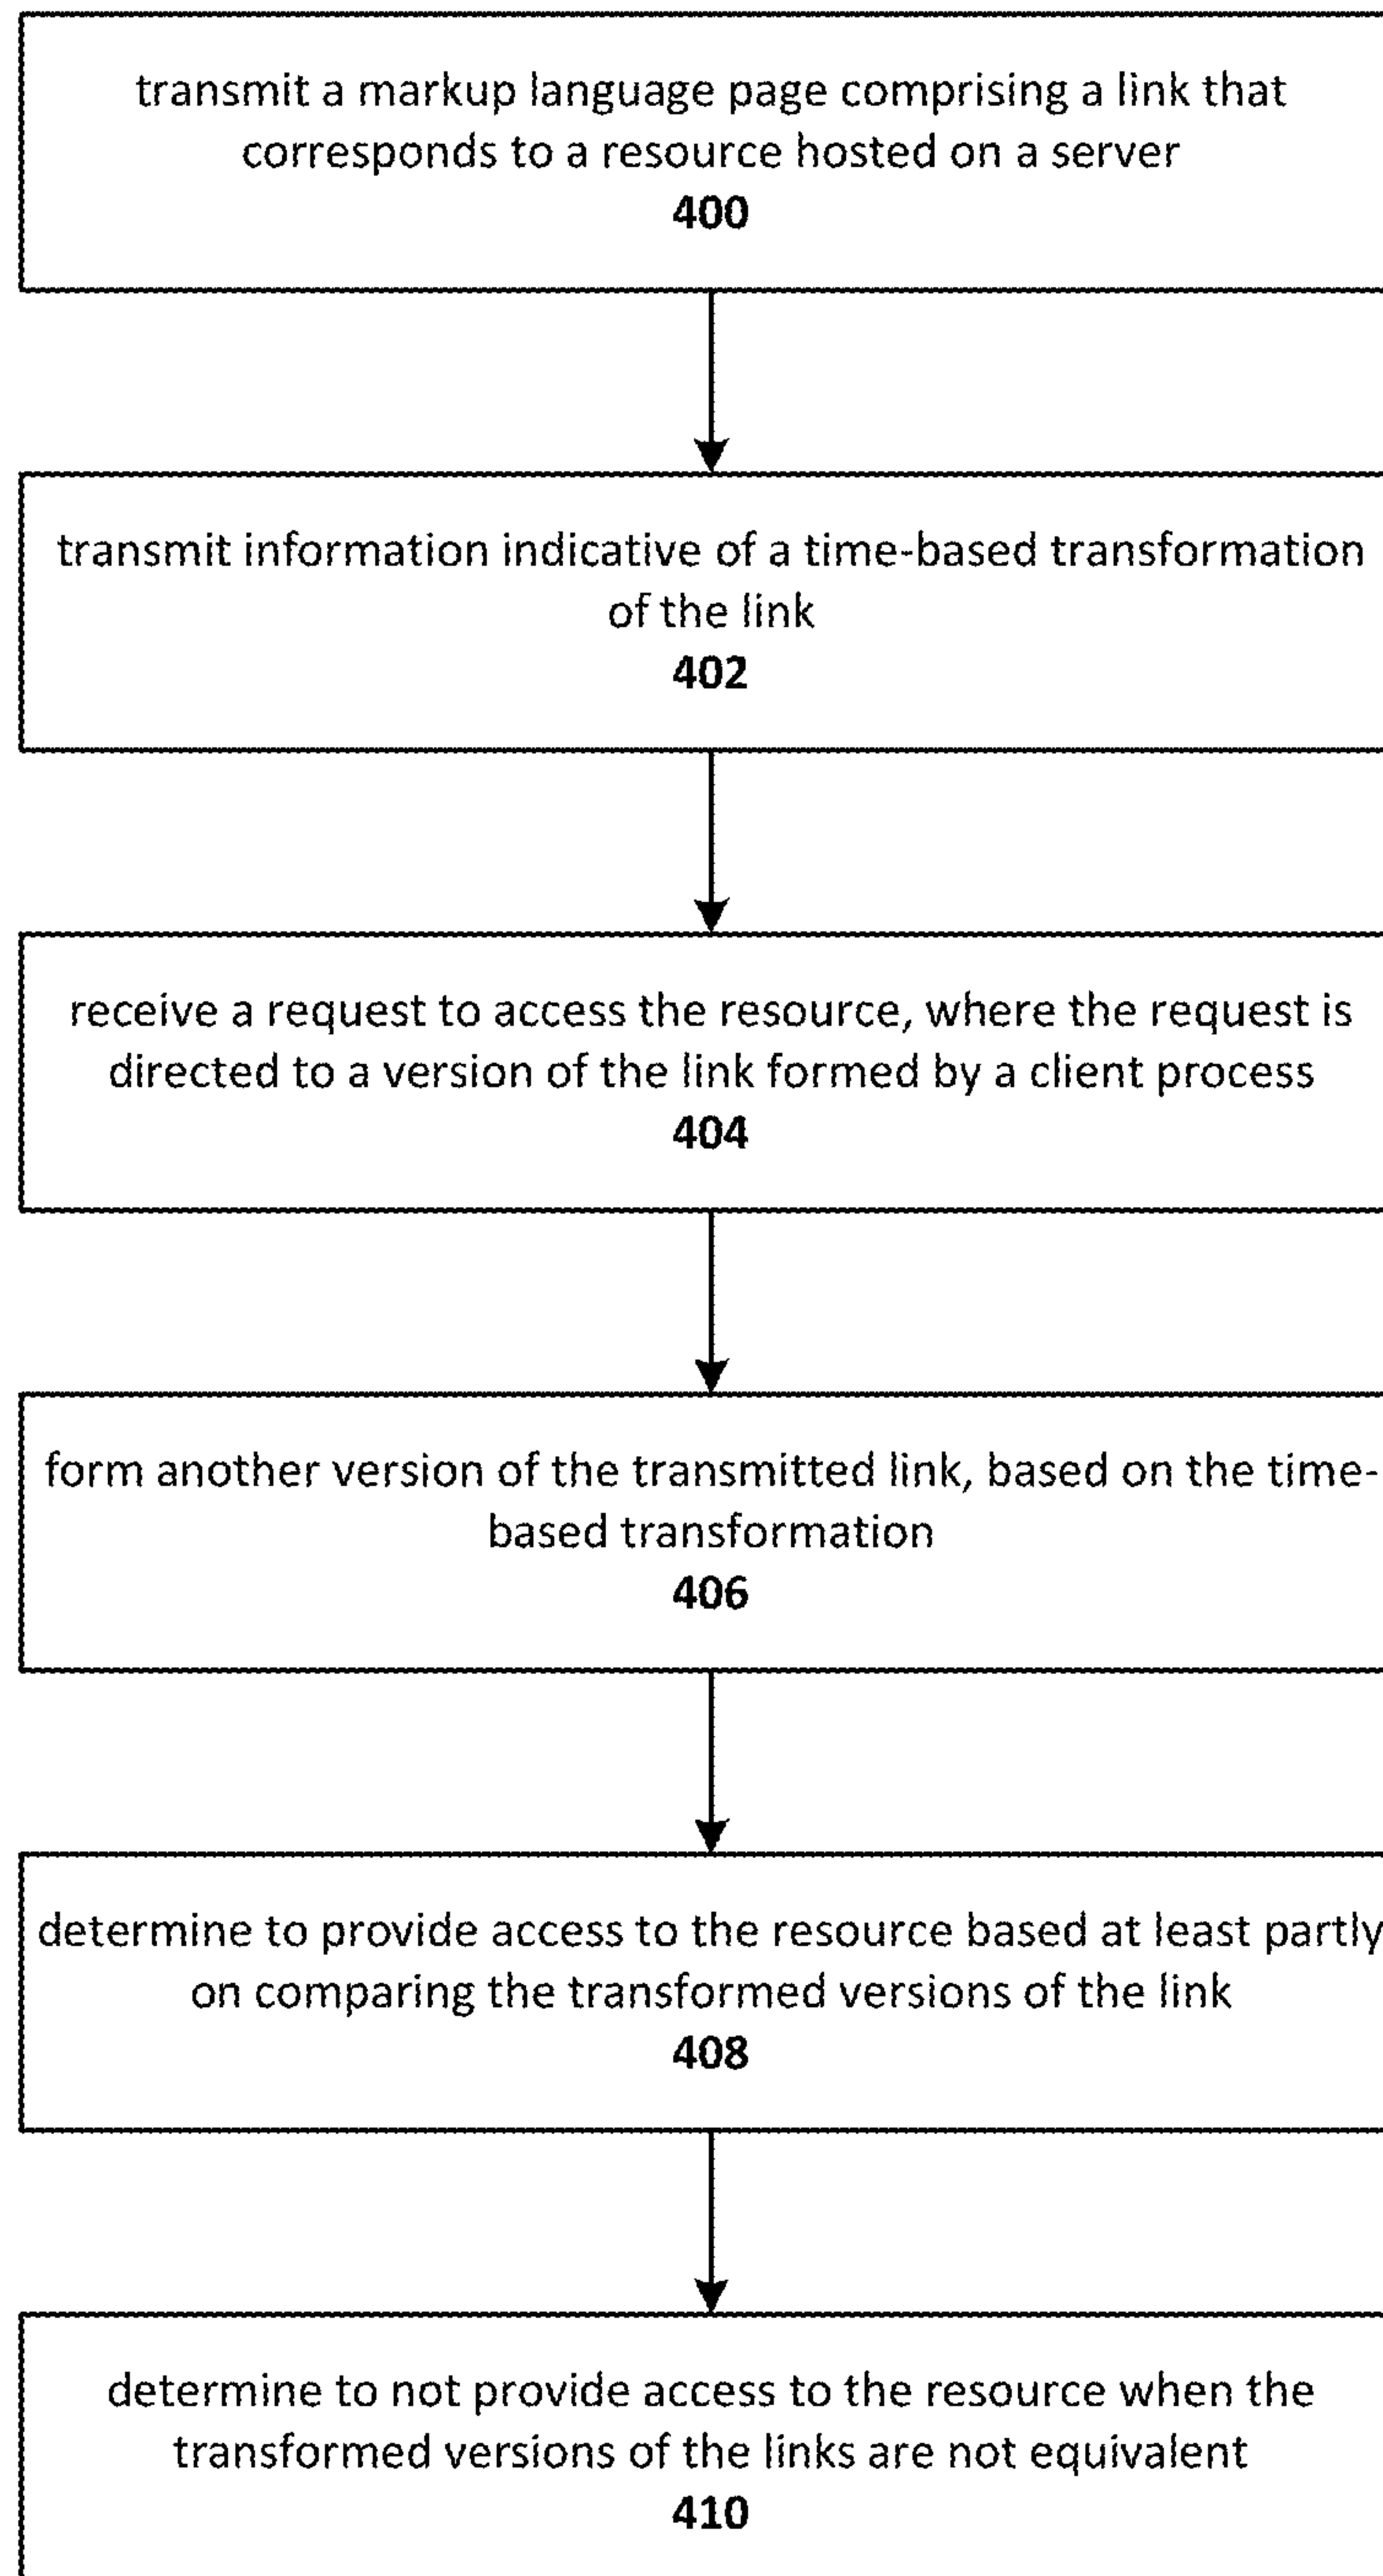 transmit a markup language page comprising a link that
corresponds to a resource hosted on a server
400
transmit information indicative of a time-based transformation
of the link
402
receive a request to access the resource, where the request is
directed to a version of the link formed by a client process
404
form another version of the transmitted link, based on the time-
based transformation
406
determine to provide access to the resource based at least partly
on comparing the transformed versions of the link
408
determine to not provide access to the resource when the
transformed versions of the links are not equivalent
410